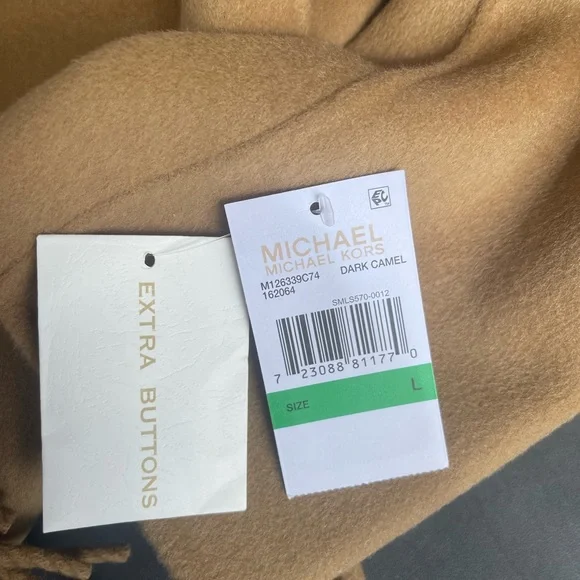 EXTRA BUTTONS
MICHAEL
MICHAEL KORS
M126339C74 DARK CAMEL
162064
SMLS570-0012
7 23088 81177 0
SIZE L